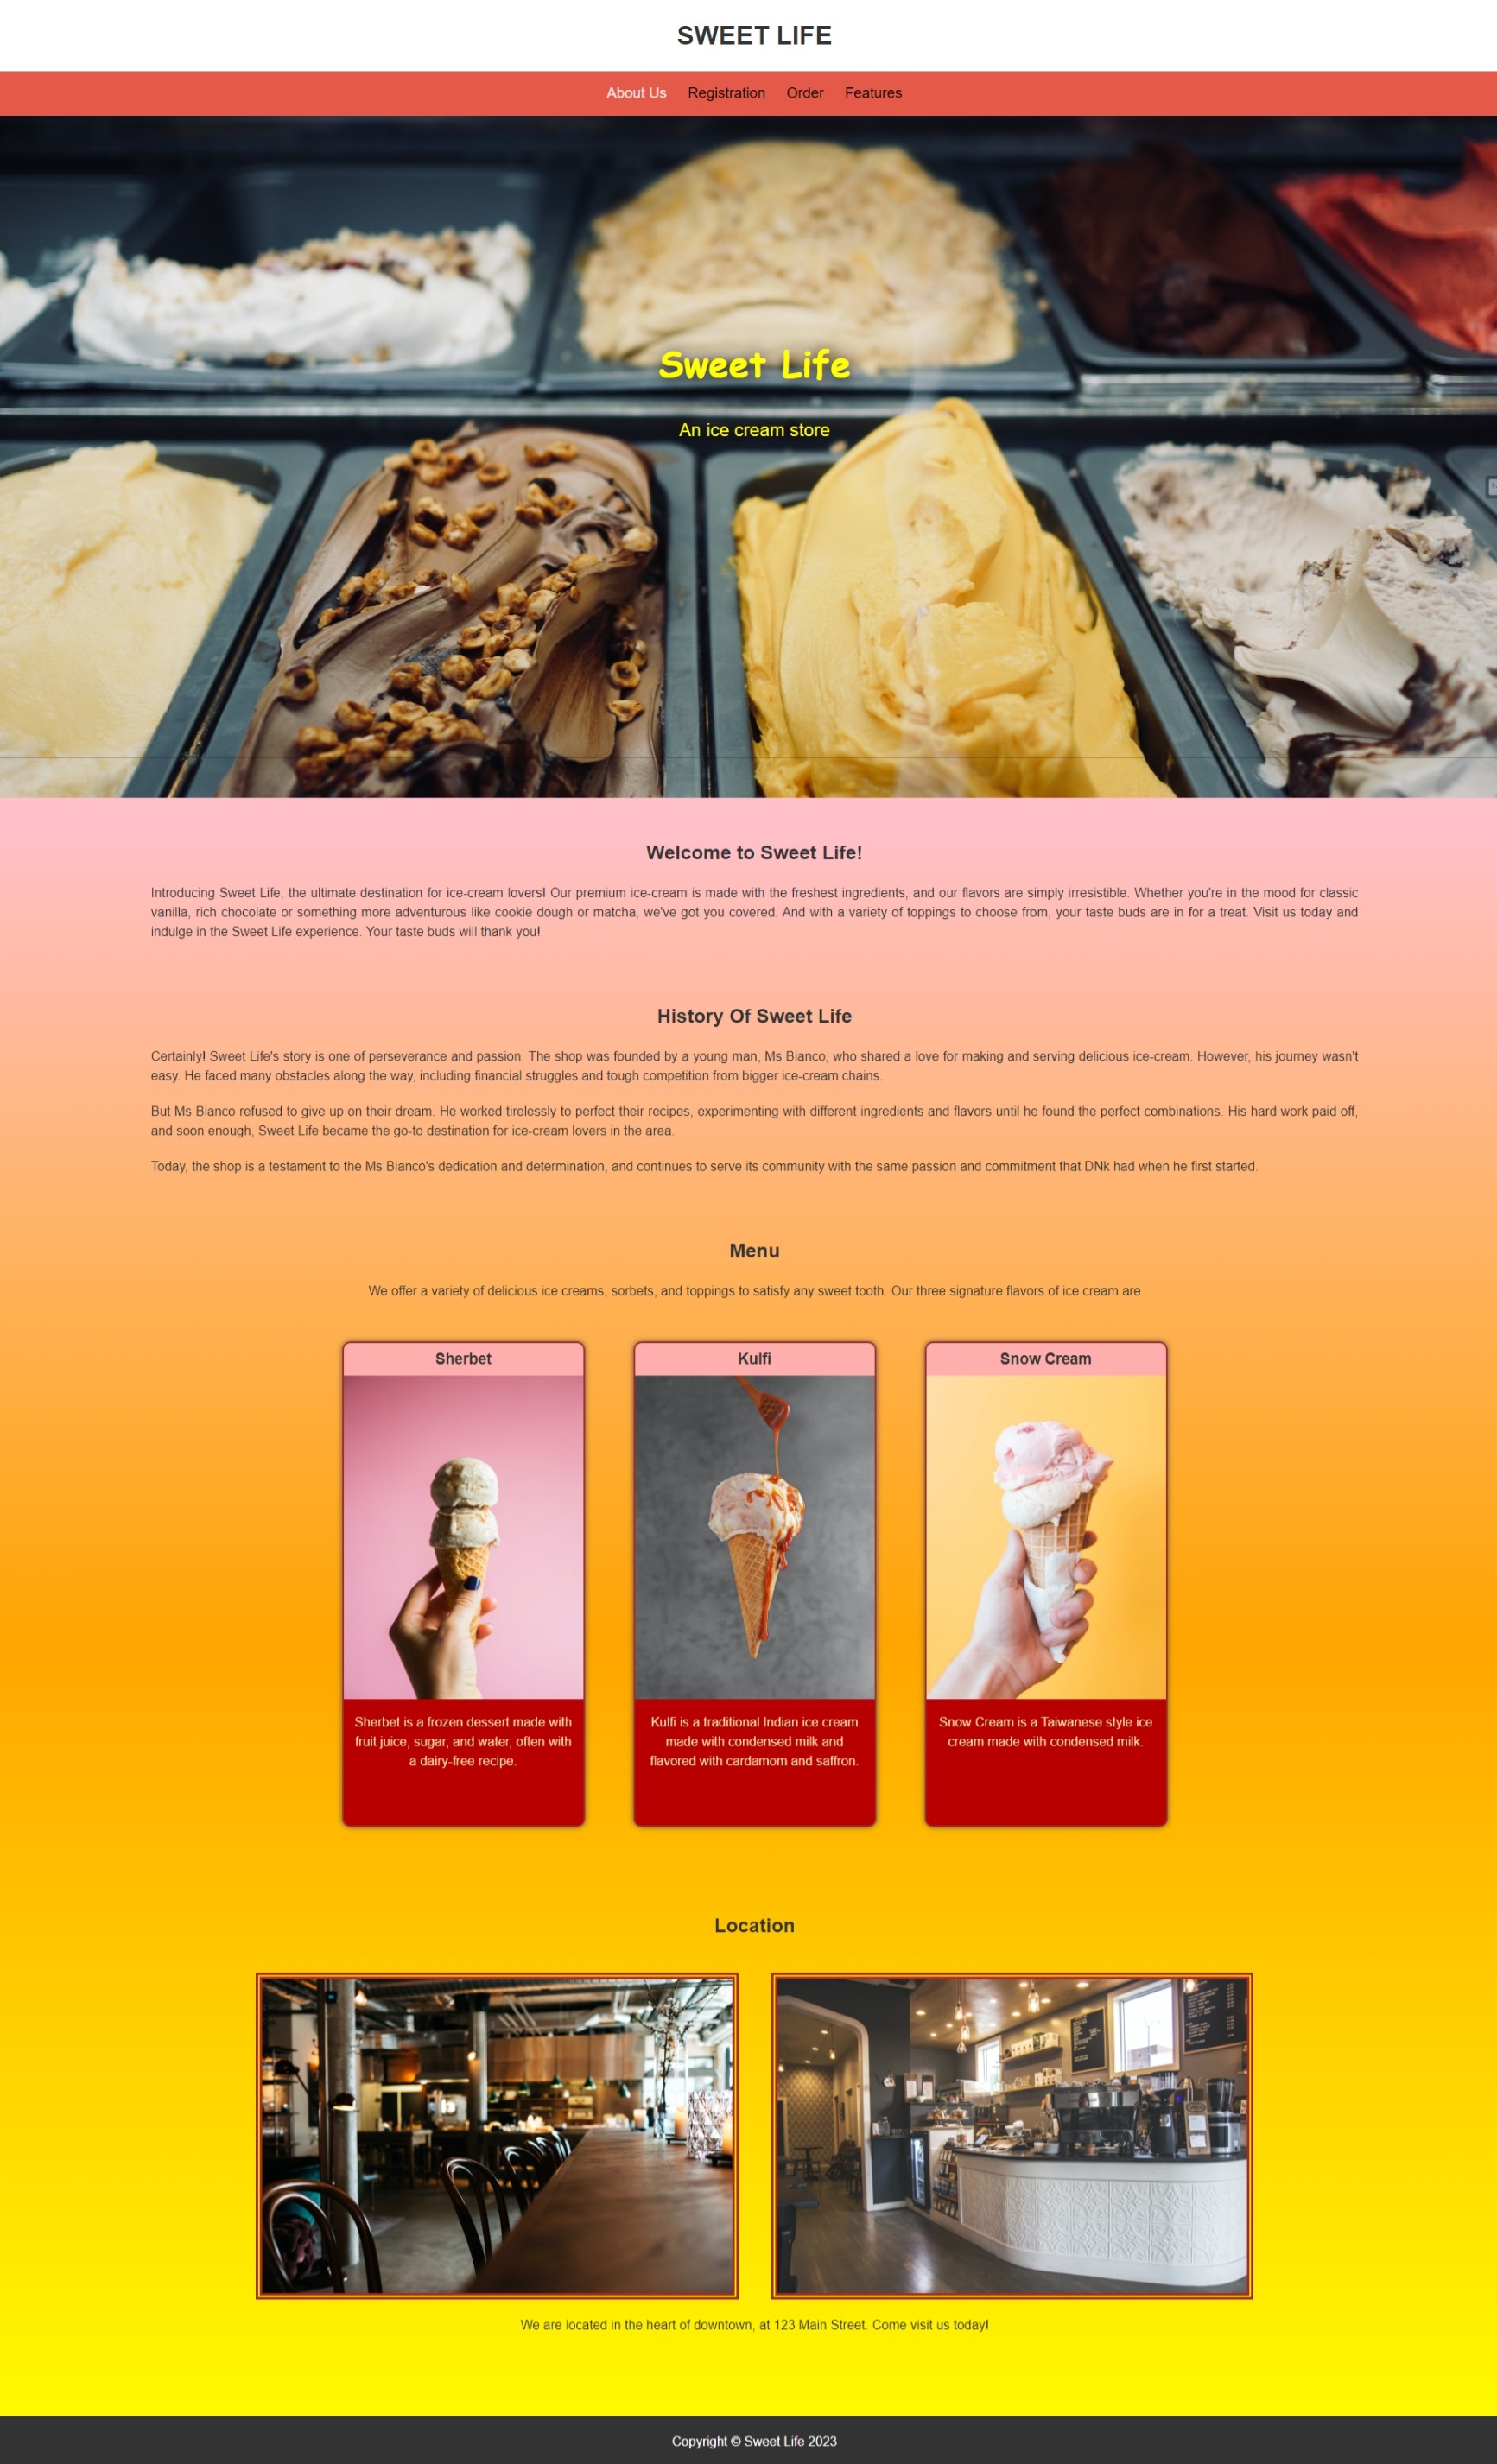 SWEET LIFE
About Us Registration Order Features
Sweet Life
An ice cream store
Welcome to Sweet Life!
Introducing Sweet Life, the ultimate destination for ice-cream lovers! Our premium ice-cream is made with the freshest ingredients, and our flavors are simply irresistible. Whether you're in the mood for classic
vanilla, rich chocolate or something more adventurous like cookie dough or matcha, we've got you covered. And with a variety of toppings to choose from, your taste buds are in for a treat. Visit us today and
indulge in the Sweet Life experience. Your taste buds will thank you!
History Of Sweet Life
Certainly! Sweet Life's story is one of perseverance and passion. The shop was founded by a young man, Ms Bianco, who shared a love for making and serving delicious ice-cream. However, his journey wasn't
easy. He faced many obstacles along the way, including financial struggles and tough competition from bigger ice-cream chains.
But Ms Bianco refused to give up on their dream. He worked tirelessly to perfect their recipes, experimenting with different ingredients and flavors until he found the perfect combinations. His hard work paid off,
and soon enough, Sweet Life became the go-to destination for ice-cream lovers in the area.
Today, the shop is a testament to the Ms Bianco's dedication and determination, and continues to serve its community with the same passion and commitment that DNk had when he first started.
Menu
We offer a variety of delicious ice creams, sorbets, and toppings to satisfy any sweet tooth. Our three signature flavors of ice cream are
Sherbet
Sherbet is a frozen dessert made with
fruit juice, sugar, and water, often with
a dairy-free recipe.
Kulfi
Kulfi is a traditional Indian ice cream
made with condensed milk and
flavored with cardamom and saffron.
Snow Cream
Snow Cream is a Taiwanese style ice
cream made with condensed milk.
Location
We are located in the heart of downtown, at 123 Main Street. Come visit us today!
Copyright © Sweet Life 2023